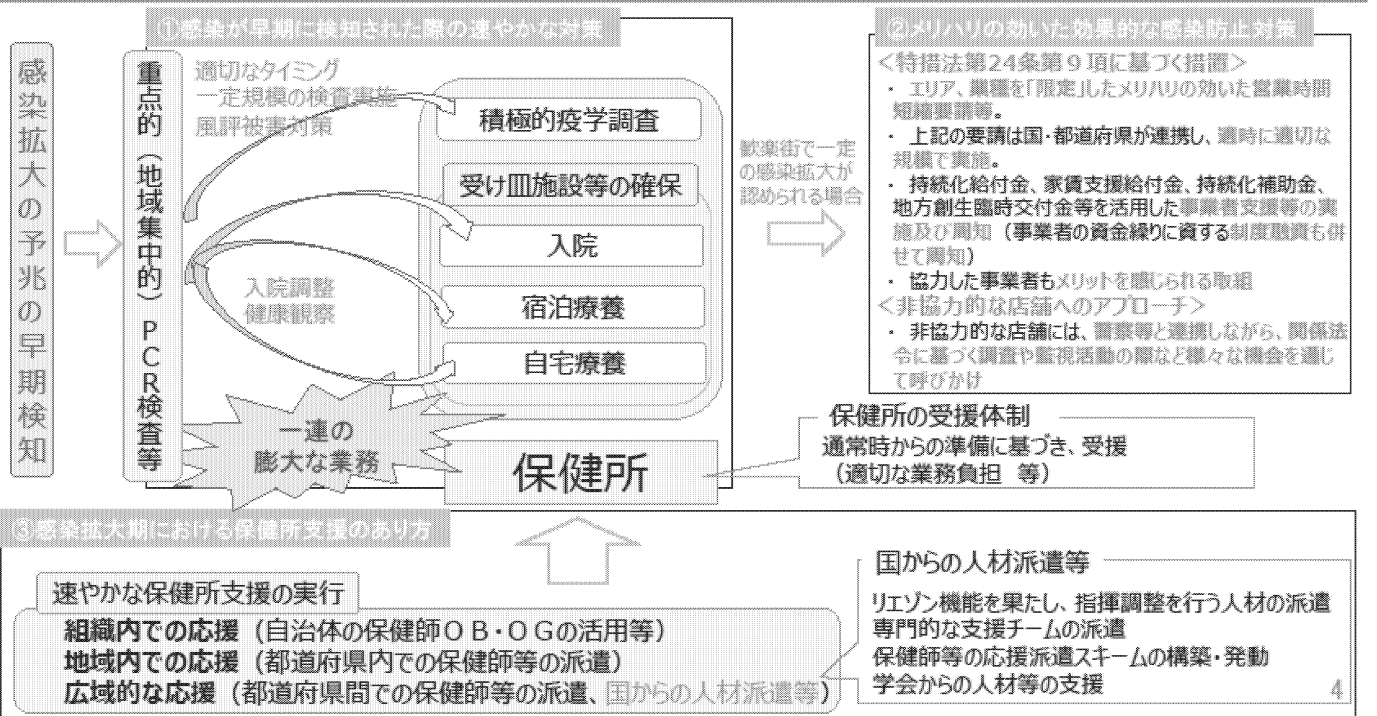 感染拡大の予兆の早期検知
①感染が早期に検知された際の速やかな対策
重点的（地域集中的）PCR検査等
適切なタイミング
一定規模の検査実施
風評被害対策
積極的疫学調査
受け皿施設等の確保
入院
宿泊療養
自宅療養
入院調整
健康観察
一連の
膨大な業務
保健所
歓楽街で一定
の感染拡大が
認められる場合
②メリハリの効いた効果的な感染防止対策
＜特措法第24条第９項に基づく措置＞
・ エリア、業種を「限定」したメリハリの効いた営業時間
短縮要請等。
・ 上記の要請は国・都道府県が連携し、適時に適切な
規模で実施。
・ 持続化給付金、家賃支援給付金、持続化補助金、
地方創生臨時交付金等を活用した事業者支援等の実
施及び周知（事業者の資金繰りに資する制度融資も併
せて周知）
・ 協力した事業者もメリットを感じられる取組
＜非協力的な店舗へのアプローチ＞
・ 非協力的な店舗には、警察等と連携しながら、関係法
令に基づく調査や監視活動の際など様々な機会を通じ
て呼びかけ
保健所の受援体制
通常時からの準備に基づき、受援
（適切な業務負担　等）
③感染拡大期における保健所支援のあり方
速やかな保健所支援の実行
組織内での応援（自治体の保健師ＯＢ・ＯＧの活用等）
地域内での応援（都道府県内での保健師等の派遣）
広域的な応援（都道府県間での保健師等の派遣、国からの人材派遣等）
国からの人材派遣等
リエゾン機能を果たし、指揮調整を行う人材の派遣
専門的な支援チームの派遣
保健師等の応援派遣スキームの構築・発動
学会からの人材等の支援
4